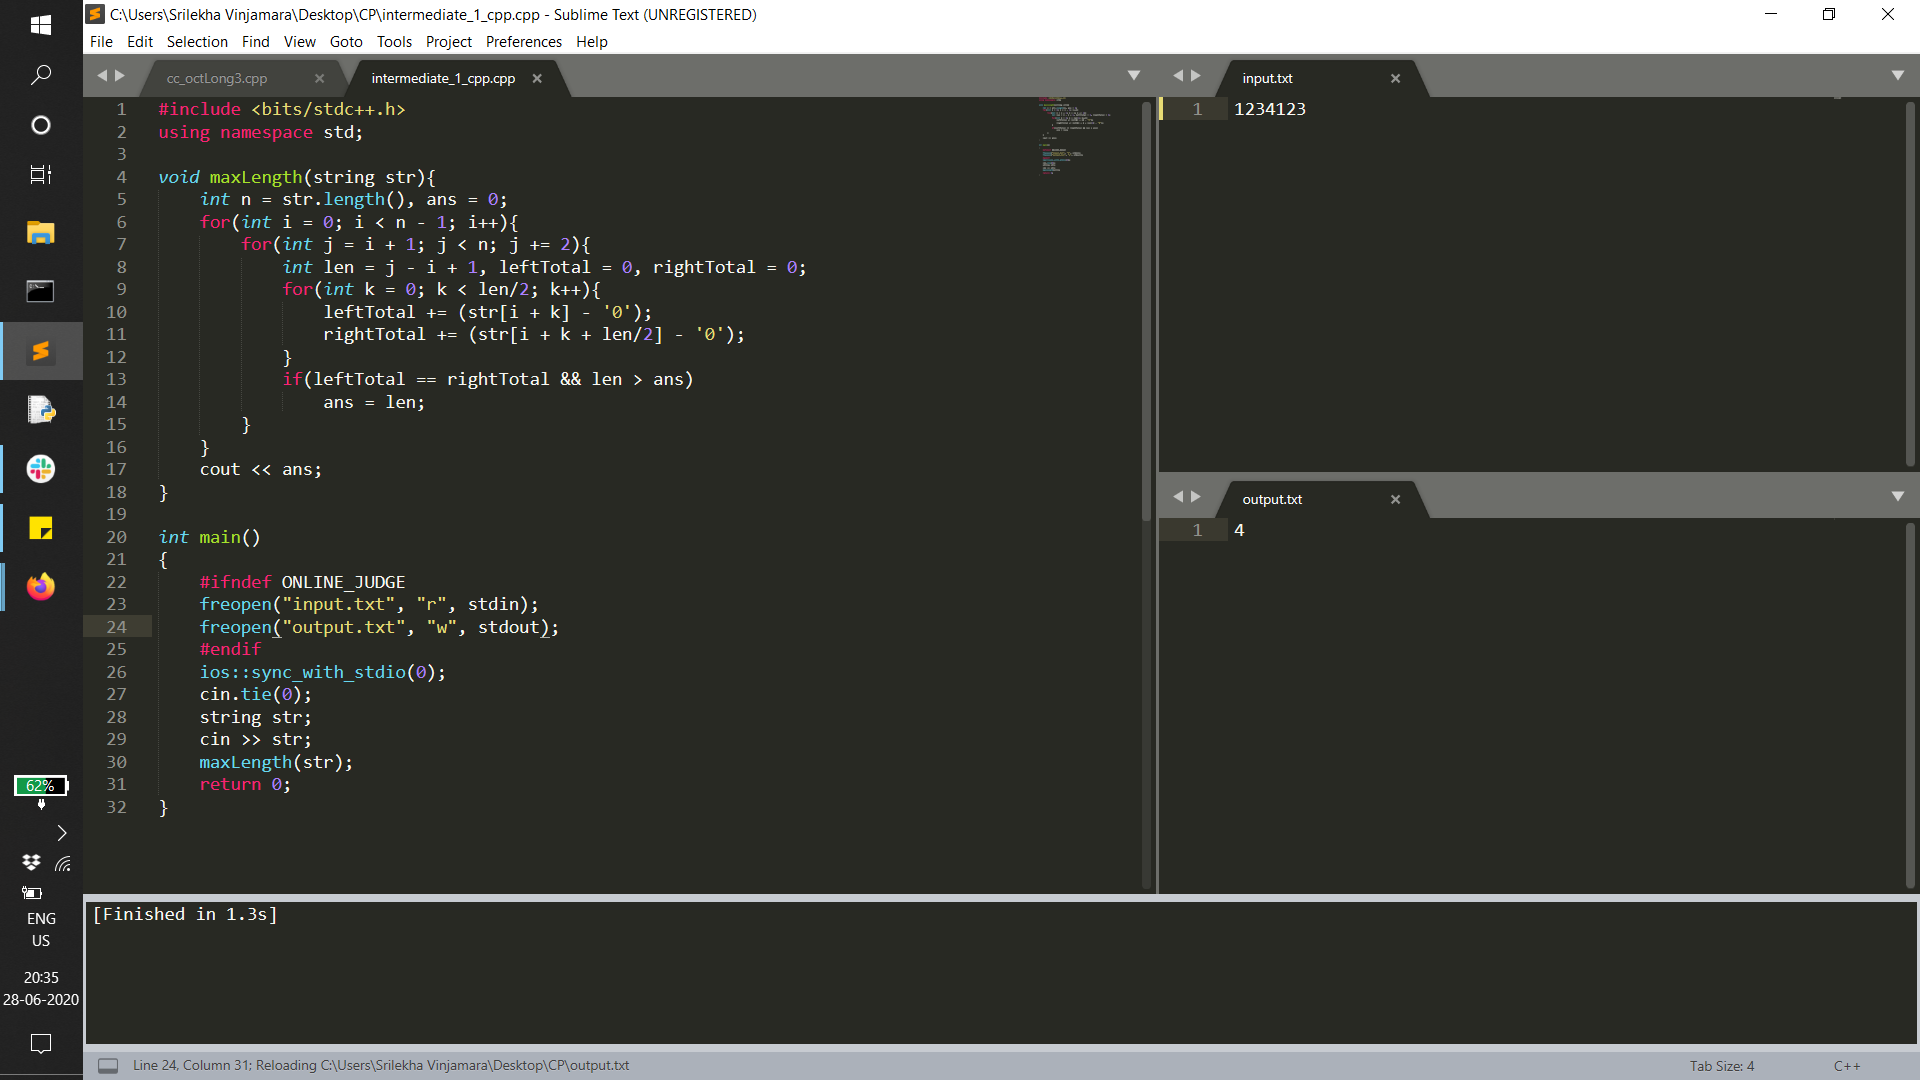 C:\Users\Srilekha Vinjamara\Desktop\CP\intermediate_1_cpp.cpp - Sublime Text (UNREGISTERED)
File Edit Selection Find View Goto Tools Project Preferences Help
cc_octLong3.cpp × intermediate_1_cpp.cpp ×
1 #include <bits/stdc++.h>
2 using namespace std;
3
4 void maxLength(string str){
5     int n = str.length(), ans = 0;
6     for(int i = 0; i < n - 1; i++){
7         for(int j = i + 1; j < n; j += 2){
8             int len = j - i + 1, leftTotal = 0, rightTotal = 0;
9             for(int k = 0; k < len/2; k++){
10                 leftTotal += (str[i + k] - '0');
11                 rightTotal += (str[i + k + len/2] - '0');
12             }
13             if(leftTotal == rightTotal && len > ans)
14                 ans = len;
15         }
16     }
17     cout << ans;
18 }
19
20 int main()
21 {
22     #ifndef ONLINE_JUDGE
23     freopen("input.txt", "r", stdin);
24     freopen("output.txt", "w", stdout);
25     #endif
26     ios::sync_with_stdio(0);
27     cin.tie(0);
28     string str;
29     cin >> str;
30     maxLength(str);
31     return 0;
32 }
input.txt ×
1 1234123
output.txt ×
1 4
[Finished in 1.3s]
62%
ENG
US
20:35
28-06-2020
Line 24, Column 31; Reloading C:\Users\Srilekha Vinjamara\Desktop\CP\output.txt
Tab Size: 4
C++